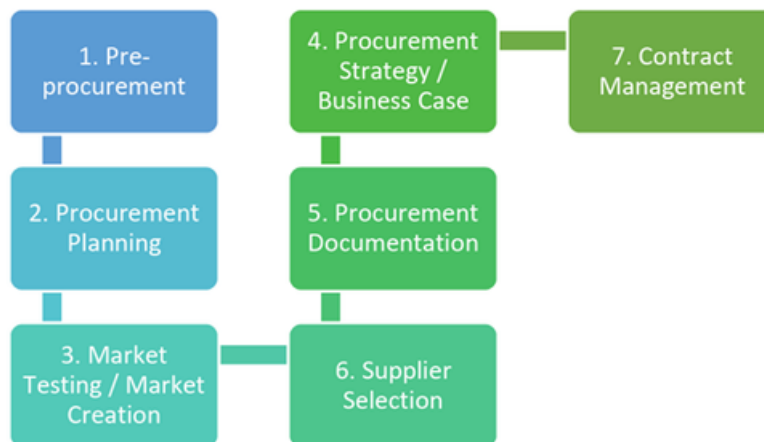 1. Pre-
procurement
2. Procurement
Planning
3. Market
Testing / Market
Creation
4. Procurement
Strategy /
Business Case
5. Procurement
Documentation
6. Supplier
Selection
7. Contract
Management